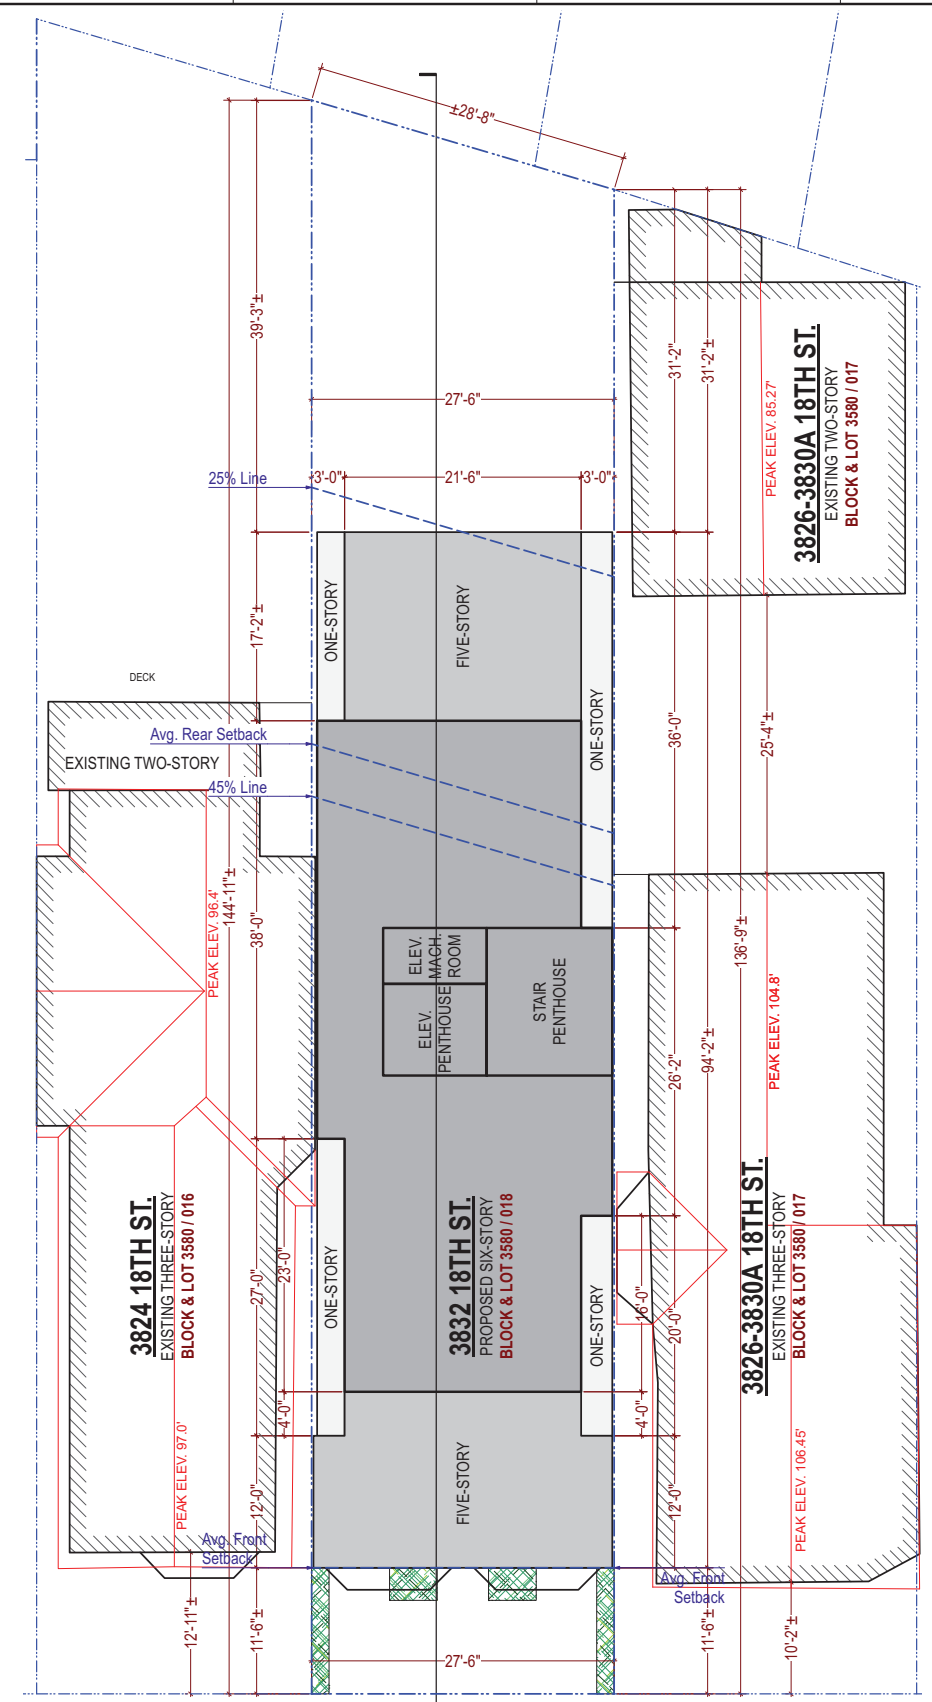 ±28'-8"
39'-3"±
31'-2"
31'-2"±
27'-6"
25% Line
3'-0"
21'-6"
3'-0"
PEAK ELEV. 85.27'
3826-3830A 18TH ST.
EXISTING TWO-STORY
BLOCK & LOT 3580 / 017
17'-2"±
ONE-STORY
FIVE-STORY
DECK
Avg. Rear Setback
EXISTING TWO-STORY
45% Line
ONE-STORY
36'-0"
25'-4"±
PEAK ELEV. 96.4'
144'-11"±
38'-0"
ELEV.
MACH.
ROOM
ELEV.
PENTHOUSE
STAIR
PENTHOUSE
136'-9"±
94'-2"±
26'-2"
PEAK ELEV. 104.8'
3824 18TH ST.
EXISTING THREE-STORY
BLOCK & LOT 3580 / 016
27'-0"
23'-0"
ONE-STORY
3832 18TH ST.
PROPOSED SIX-STORY
BLOCK & LOT 3580 / 018
ONE-STORY
16'-0"
20'-0"
3826-3830A 18TH ST.
EXISTING THREE-STORY
BLOCK & LOT 3580 / 017
4'-0"
4'-0"
PEAK ELEV. 97.0'
12'-0"
FIVE-STORY
12'-0"
PEAK ELEV. 106.45'
Avg. Front
Setback
Avg. Front
Setback
12'-11"±
11'-6"±
27'-6"
11'-6"±
10'-2"±